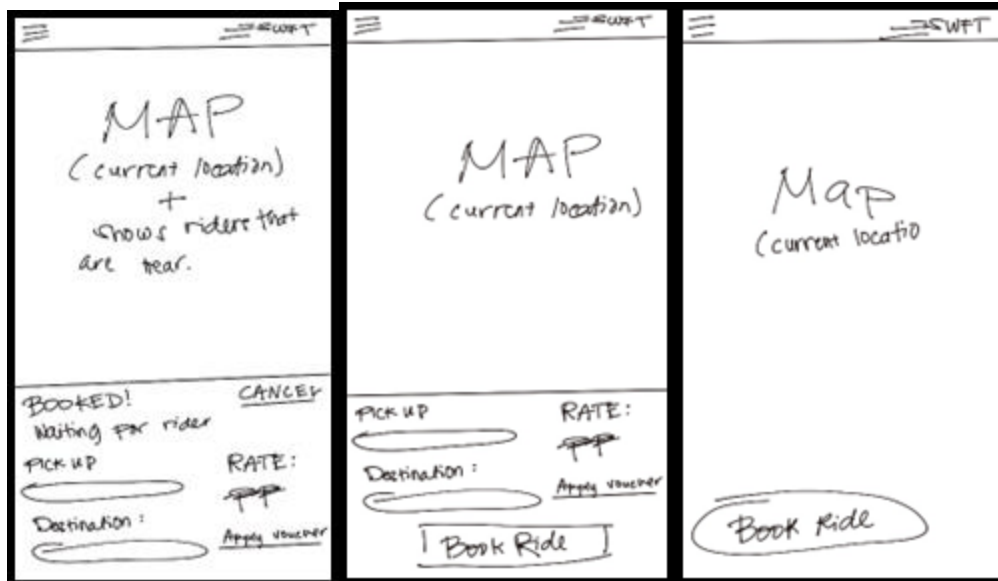 SWFT
MAP
(current location)
+
shows riders that
are near.
BOOKED!
CANCEL
Waiting for rider
PICK UP
RATE:
₱₱
Destination :
Apply voucher
SWFT
MAP
(current location)
PICK UP
RATE:
₱₱
Destination :
Apply voucher
Book Ride
SWFT
Map
(current locatio
Book Ride